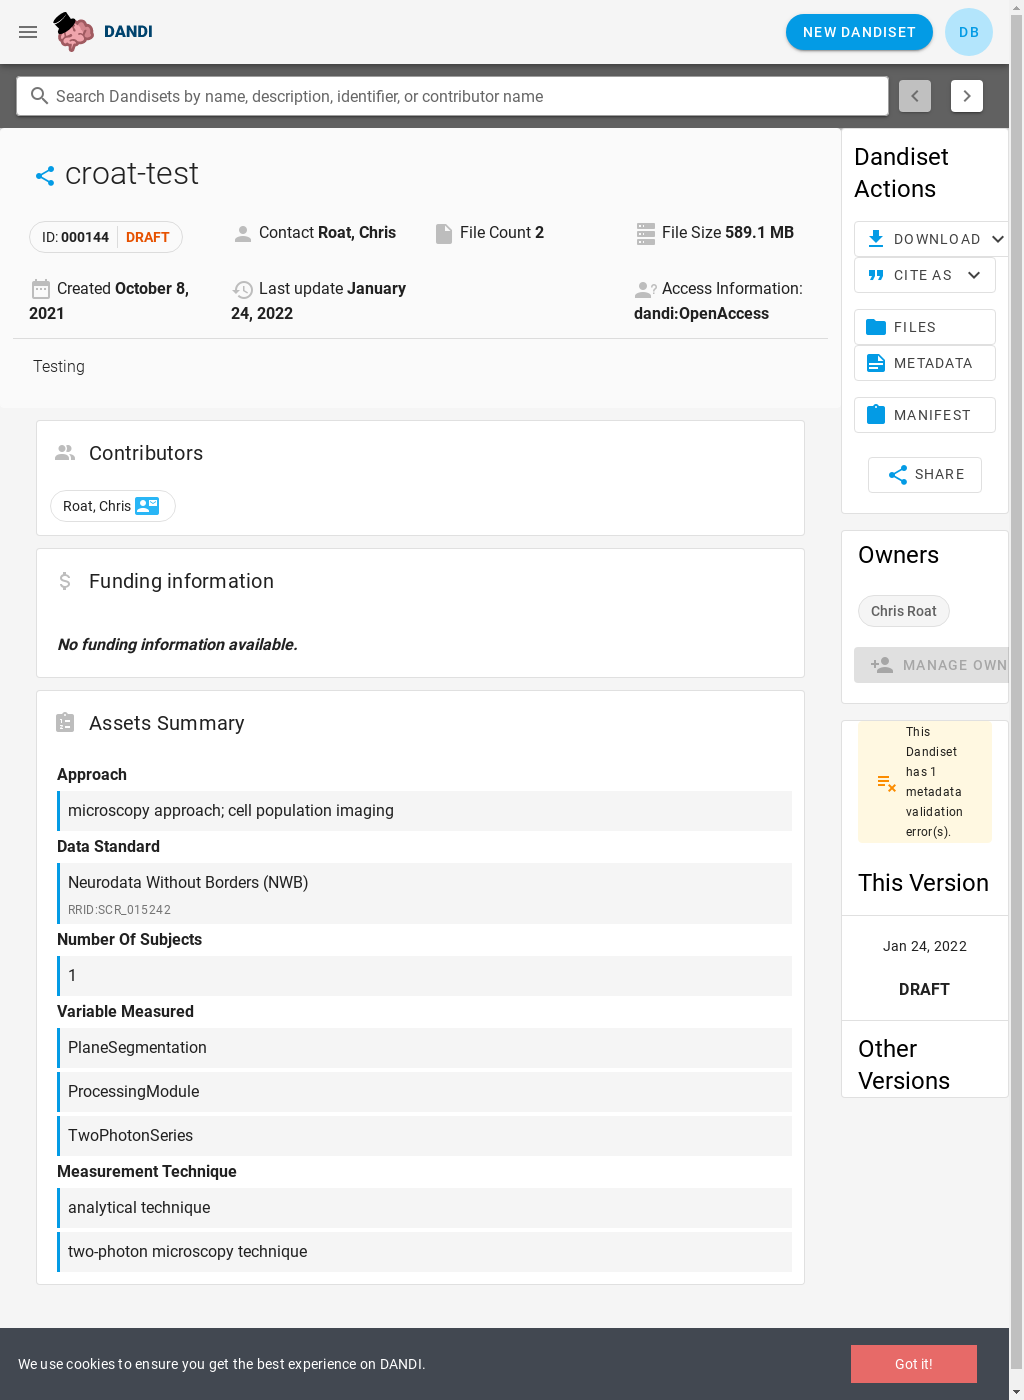 DANDI
NEW DANDISET
DB
Search Dandisets by name, description, identifier, or contributor name
croat-test
ID: 000144 DRAFT
Contact Roat, Chris
File Count 2
File Size 589.1 MB
Created October 8,
2021
Last update January
24, 2022
Access Information:
dandi:OpenAccess
Testing
Contributors
Roat, Chris
Funding information
No funding information available.
Assets Summary
Approach
microscopy approach; cell population imaging
Data Standard
Neurodata Without Borders (NWB)
RRID:SCR_015242
Number Of Subjects
1
Variable Measured
PlaneSegmentation
ProcessingModule
TwoPhotonSeries
Measurement Technique
analytical technique
two-photon microscopy technique
Dandiset
Actions
DOWNLOAD
CITE AS
FILES
METADATA
MANIFEST
SHARE
Owners
Chris Roat
MANAGE OWN
This
Dandiset
has 1
metadata
validation
error(s).
This Version
Jan 24, 2022
DRAFT
Other
Versions
We use cookies to ensure you get the best experience on DANDI.
Got it!